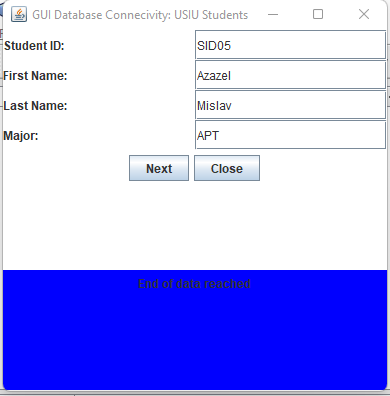 GUI Database Connecivity: USIU Students
Student ID: SID05
First Name: Azazel
Last Name: Mislav
Major: APT
Next Close
End of data reached